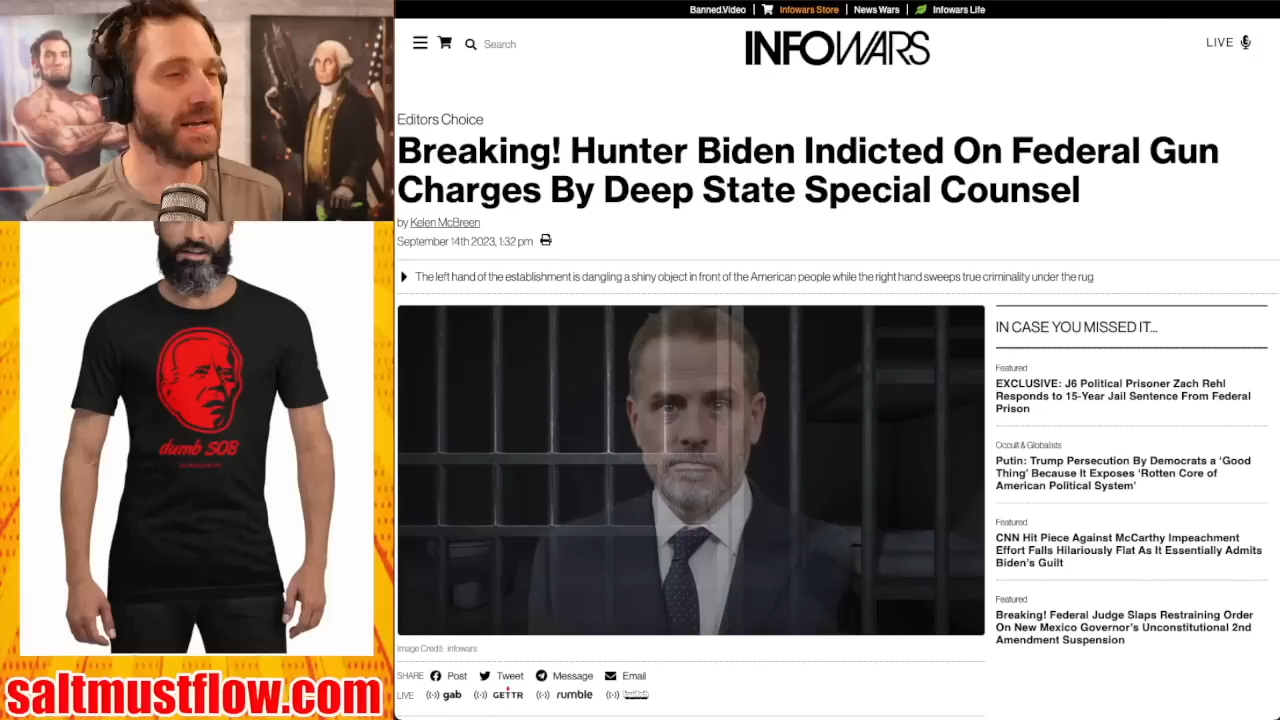 Banned.Video
Infowars Store
News Wars
Infowars Life
Search
INFOWARS
LIVE
Editors Choice
Breaking! Hunter Biden Indicted On Federal Gun
Charges By Deep State Special Counsel
by Kelen McBreen
September 14th 2023, 1:32 pm
The left hand of the establishment is dangling a shiny object in front of the American people while the right hand sweeps true criminality under the rug
IN CASE YOU MISSED IT...
Featured
EXCLUSIVE: J6 Political Prisoner Zach Rehl
Responds to 15-Year Jail Sentence From Federal
Prison
Occult & Globalists
Putin: Trump Persecution By Democrats a ‘Good
Thing’ Because It Exposes ‘Rotten Core of
American Political System’
Featured
CNN Hit Piece Against McCarthy Impeachment
Effort Falls Hilariously Flat As It Essentially Admits
Biden’s Guilt
Featured
Breaking! Federal Judge Slaps Restraining Order
On New Mexico Governor’s Unconstitutional 2nd
Amendment Suspension
Image Credit: infowars
SHARE Post Tweet Message Email
LIVE gab GETTR rumble twitch
dumb SOB
saltmustflow.com